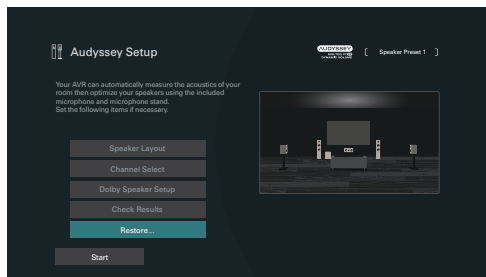 Audyssey Setup
AUDYSSEY
DYNAMIC VOLUME
[ Speaker Preset 1 ]
Your AVR can automatically measure the acoustics of your
room then optimize your speakers using the included
microphone and microphone stand.
Set the following items if necessary.
Speaker Layout
Channel Select
Dolby Speaker Setup
Check Results
Restore...
Start